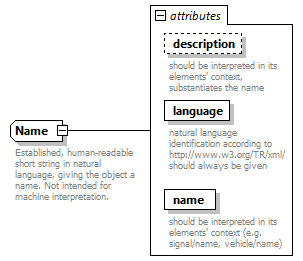 attributes
description
should be interpreted in its
elements' context,
substantiates the name
language
natural language
identification according to
http://www.w3.org/TR/xml/
should always be given
Name
Established, human-readable
short string in natural
language, giving the object a
name. Not intended for
machine interpretation.
name
should be interpreted in its
elements' context (e.g.
signal/name, vehicle/name)